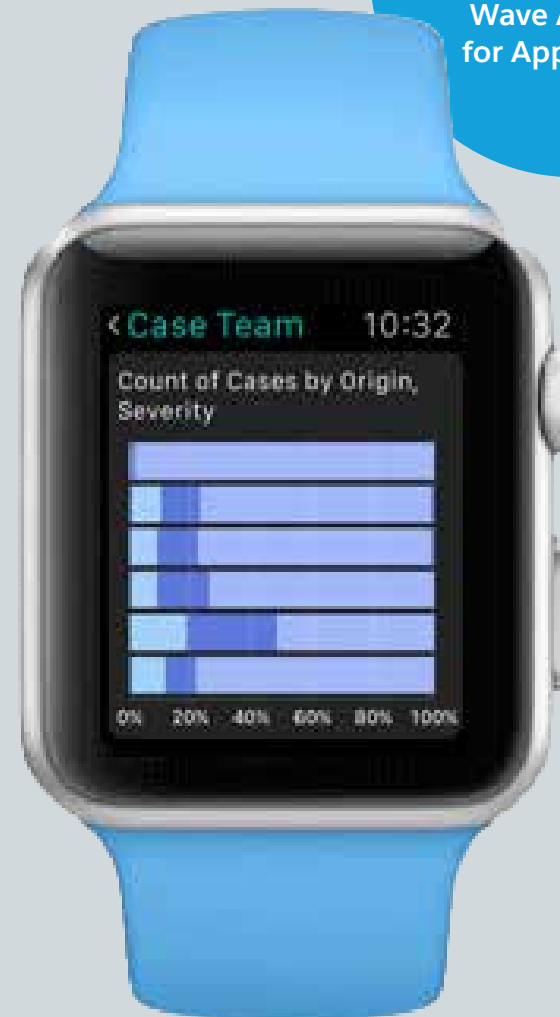 Wave
for App
‹Case Team 10:32
Count of Cases by Origin,
Severity
0% 20% 40% 60% 80% 100%